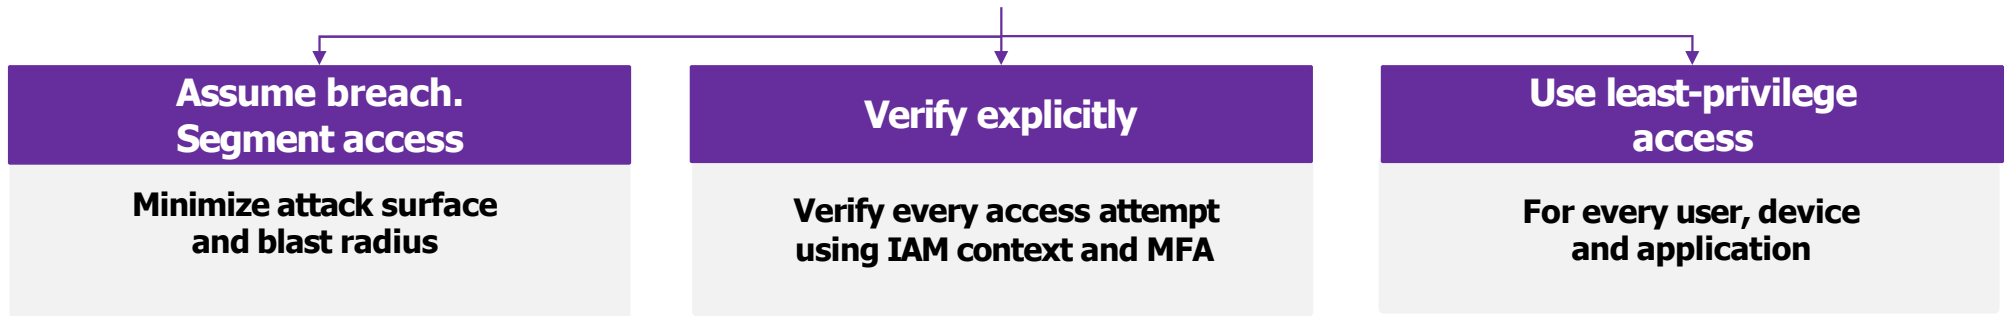 Assume breach.
Segment access
Minimize attack surface
and blast radius
Verify explicitly
Verify every access attempt
using IAM context and MFA
Use least-privilege
access
For every user, device
and application